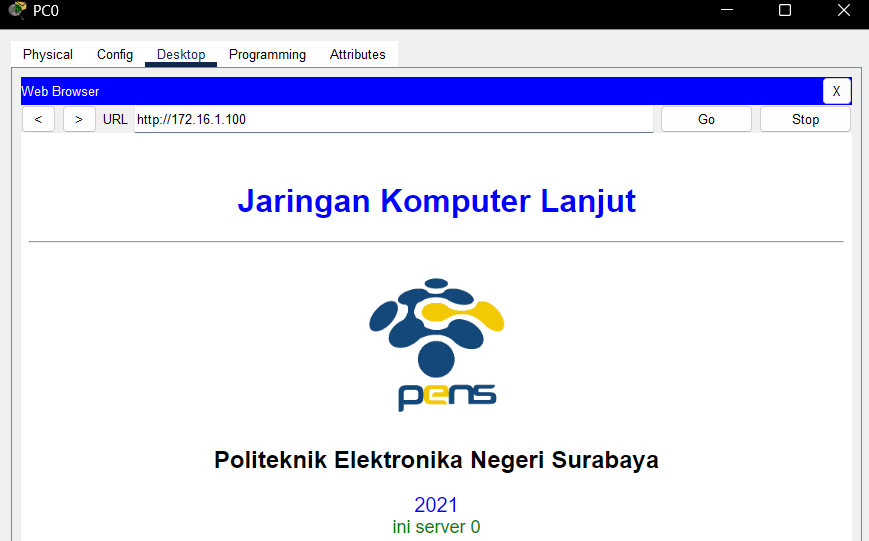 PC0
Physical Config Desktop Programming Attributes
Web Browser X
< > URL http://172.16.1.100 Go Stop
Jaringan Komputer Lanjut
pens
Politeknik Elektronika Negeri Surabaya
2021
ini server 0